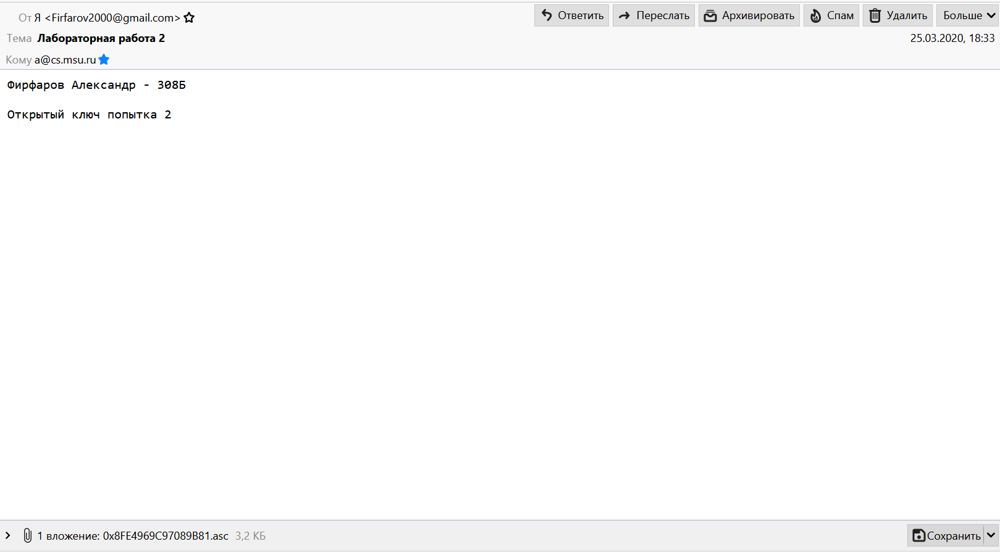 От Я <Firfarov2000@gmail.com>
Ответить Переслать Архивировать Спам Удалить Больше
Тема Лабораторная работа 2
25.03.2020, 18:33
Кому a@cs.msu.ru
Фирфаров Александр - 308Б
Открытый ключ попытка 2
1 вложение: 0x8FE4969C97089B81.asc 3,2 КБ
Сохранить